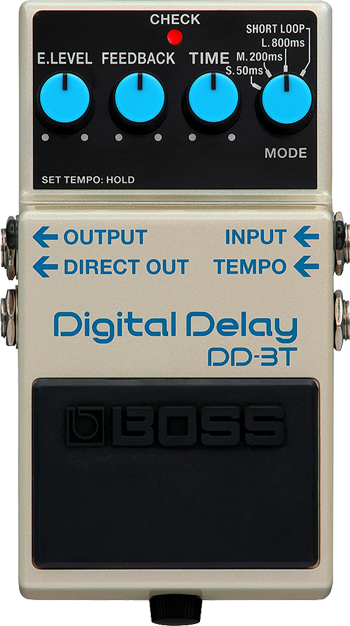 CHECK
SHORT LOOP
L.800ms
M.200ms
S.50ms
E.LEVEL FEEDBACK TIME
MODE
SET TEMPO: HOLD
OUTPUT INPUT
DIRECT OUT TEMPO
Digital Delay
DD-3T
BOSS